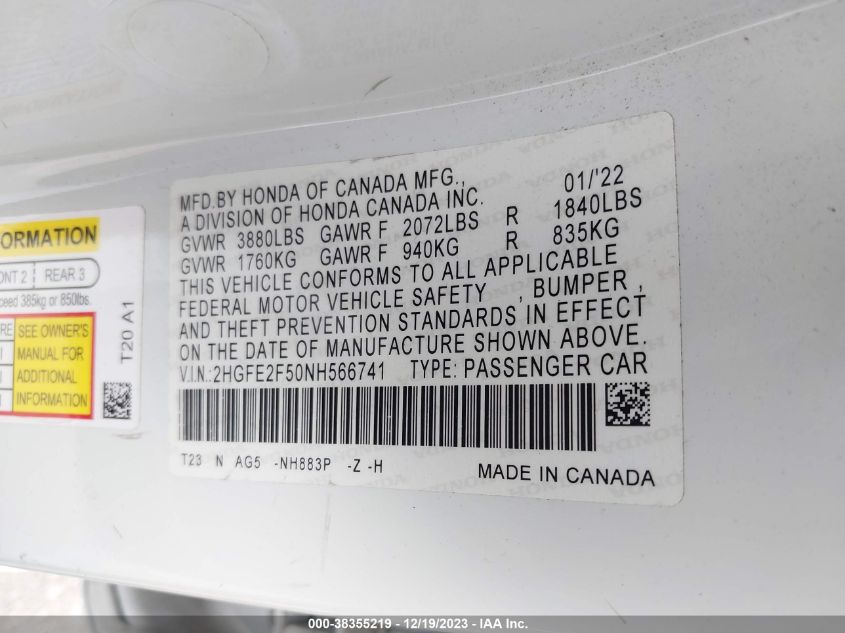 MFD.BY HONDA OF CANADA MFG., 01/'22
A DIVISION OF HONDA CANADA INC.
GVWR 3880LBS GAWR F 2072LBS R 1840LBS
GVWR 1760KG GAWR F 940KG R 835KG
THIS VEHICLE CONFORMS TO ALL APPLICABLE
FEDERAL MOTOR VEHICLE SAFETY , BUMPER ,
AND THEFT PREVENTION STANDARDS IN EFFECT
ON THE DATE OF MANUFACTURE SHOWN ABOVE.
V.I.N.:2HGFE2F50NH566741 TYPE: PASSENGER CAR
T23 N AG5 -NH883P -Z -H MADE IN CANADA
REAR 3
385kg or 850lbs.
SEE OWNER'S
MANUAL FOR
ADDITIONAL
INFORMATION
T20 A1
000-38355219 - 12/19/2023 - IAA Inc.